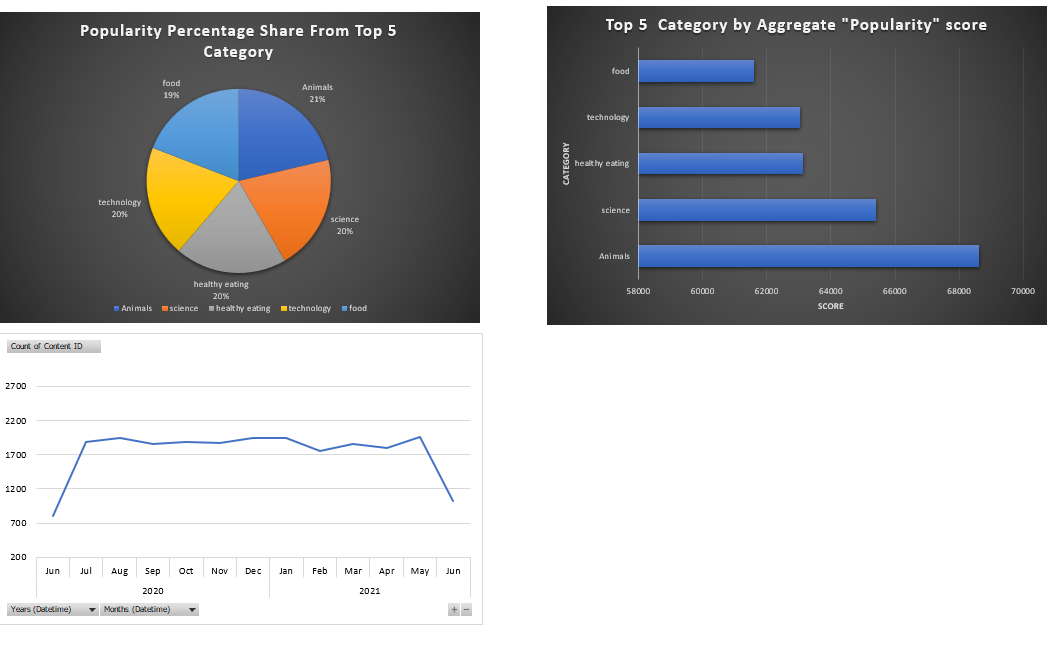 Popularity Percentage Share From Top 5
Category
food
19%
Animals
21%
technology
20%
science
20%
healthy eating
20%
Animals science healthy eating technology food
Top 5  Category by Aggregate "Popularity" score
CATEGORY
food
technology
healthy eating
science
Animals
58000 60000 62000 64000 66000 68000 70000
SCORE
Count of Content ID
2700
2200
1700
1200
700
200
Jun Jul Aug Sep Oct Nov Dec Jan Feb Mar Apr May Jun
2020 2021
Years (Datetime) Months (Datetime) + −